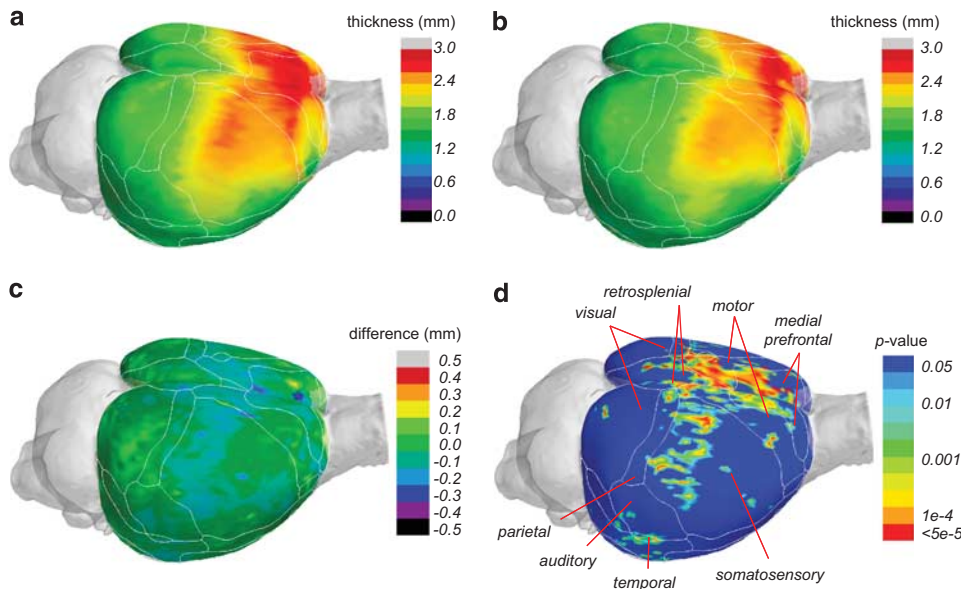 a
thickness (mm)
3.0
2.4
1.8
1.2
0.6
0.0
b
thickness (mm)
3.0
2.4
1.8
1.2
0.6
0.0
c
difference (mm)
0.5
0.4
0.3
0.2
0.1
0.0
-0.1
-0.2
-0.3
-0.4
-0.5
d
retrosplenial
visual
motor
medial
prefrontal
p-value
0.05
0.01
0.001
1e-4
<5e-5
parietal
auditory
temporal
somatosensory